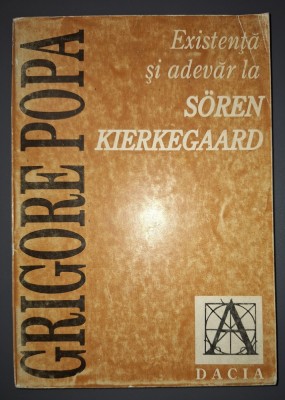 GRIGORE POPA
Existență
și adevăr la
SÖREN
KIERKEGAARD
A
DACIA